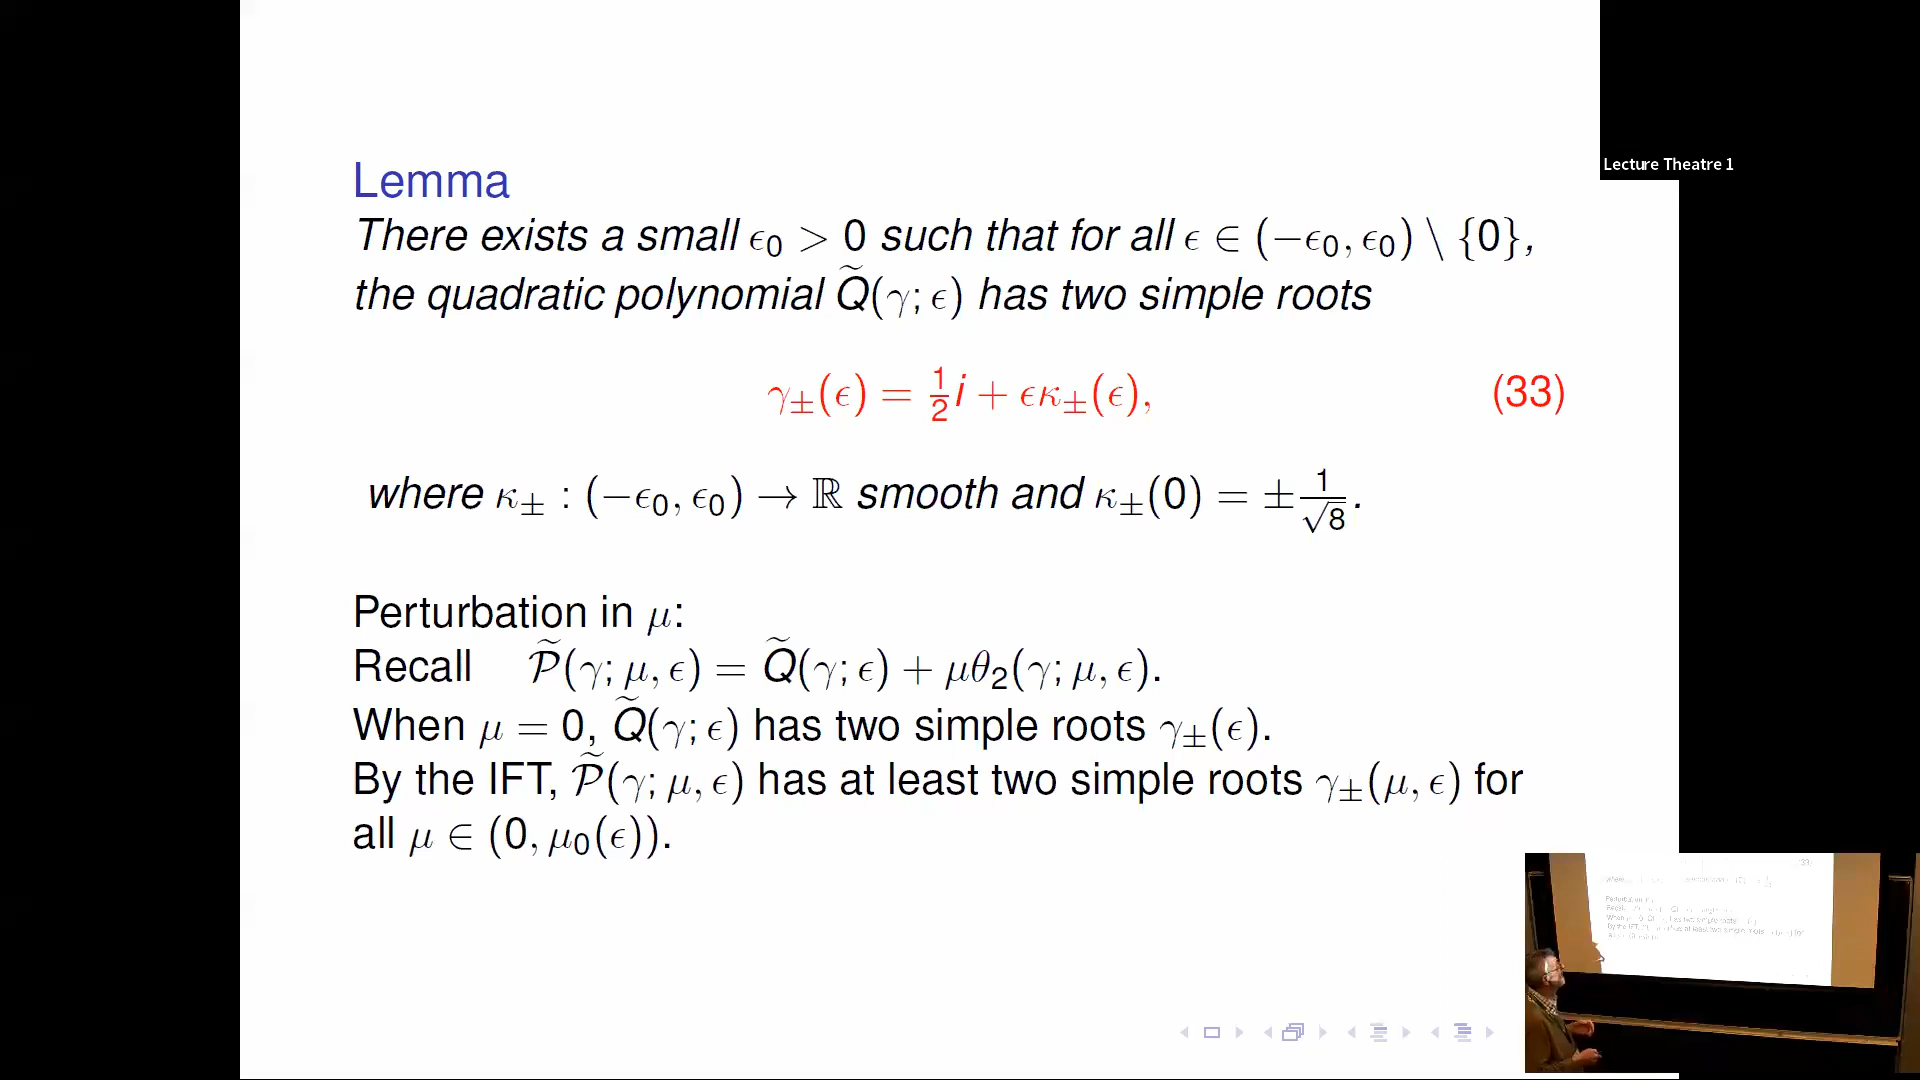 Lemma
There exists a small ϵ₀ > 0 such that for all ϵ ∈ (−ϵ₀, ϵ₀) \ {0},
the quadratic polynomial Q̃(γ; ϵ) has two simple roots
γ±(ϵ) = ½i + ϵκ±(ϵ), (33)
where κ± : (−ϵ₀, ϵ₀) → ℝ smooth and κ±(0) = ±1/√8.
Perturbation in μ:
Recall 𝒫̃(γ; μ, ϵ) = Q̃(γ; ϵ) + μθ₂(γ; μ, ϵ).
When μ = 0, Q̃(γ; ϵ) has two simple roots γ±(ϵ).
By the IFT, 𝒫̃(γ; μ, ϵ) has at least two simple roots γ±(μ, ϵ) for
all μ ∈ (0, μ₀(ϵ)).
Lecture Theatre 1